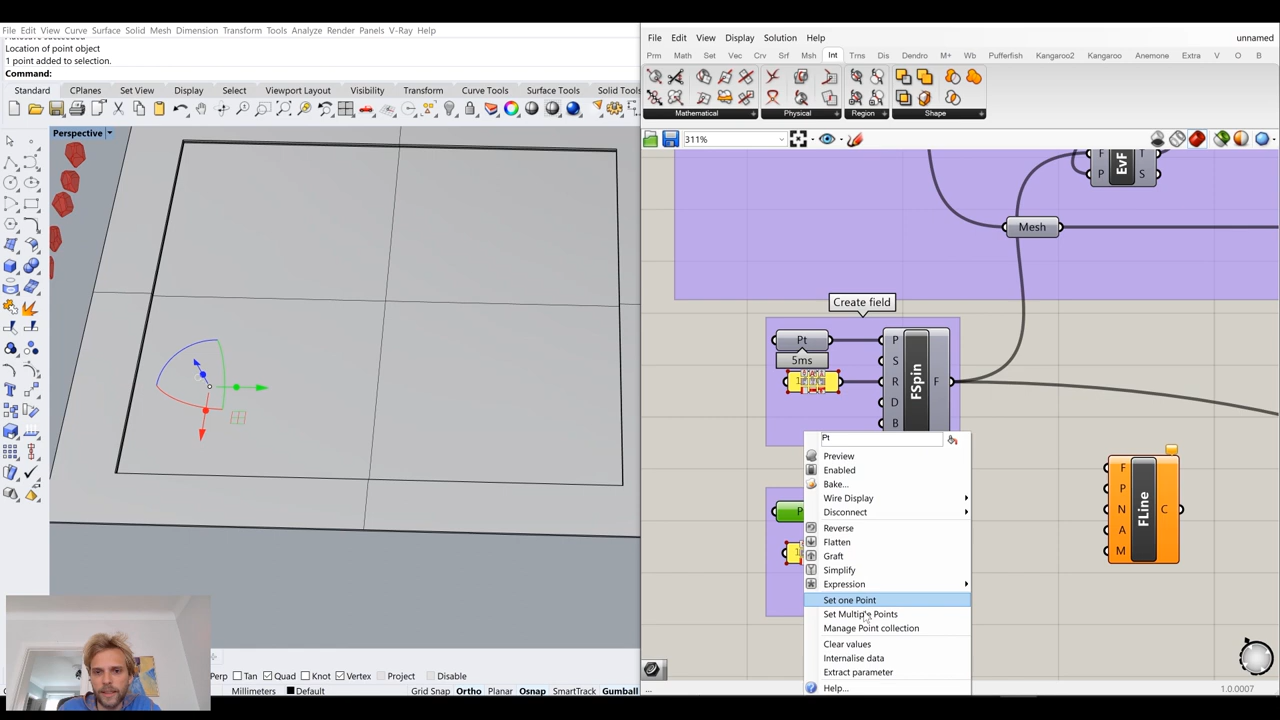 File Edit View Curve Surface Solid Mesh Dimension Transform Tools Analyze Render Panels V-Ray Help
Location of point object
1 point added to selection.
Command:
Standard CPlanes Set View Display Select Viewport Layout Visibility Transform Curve Tools Surface Tools Solid Tools
Perspective
Perp Tan Quad Knot Vertex Project Disable
Millimeters Default Grid Snap Ortho Planar Osnap SmartTrack Gumball
File Edit View Display Solution Help unnamed
Prm Math Set Vec Crv Srf Msh Int Trns Dis Dendro M+ Wb Pufferfish Kangaroo2 Kangaroo Anemone Extra V O B
Mathematical Physical Region Shape
311%
F P EvF T S
Mesh
Create field
Pt
5ms
P S R D B FSpin F
Pt
Preview
Enabled
Bake...
Wire Display
Disconnect
Reverse
Flatten
Graft
Simplify
Expression
Set one Point
Set Multiple Points
Manage Point collection
Clear values
Internalise data
Extract parameter
Help...
F P N A M FLine C
...
1.0.0007